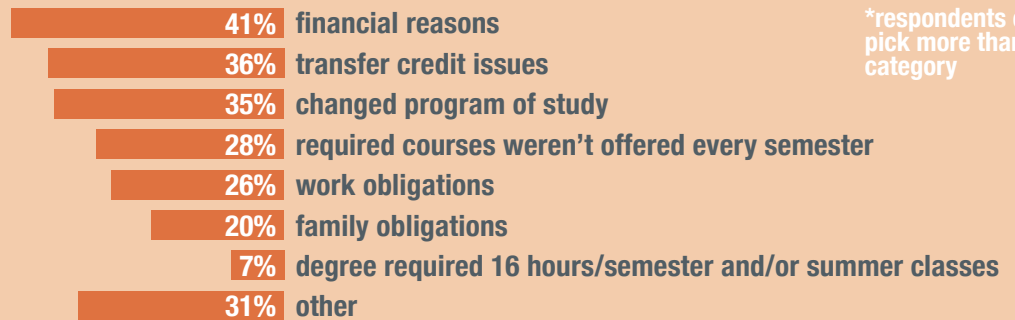 41% financial reasons
36% transfer credit issues
35% changed program of study
28% required courses weren't offered every semester
26% work obligations
20% family obligations
7% degree required 16 hours/semester and/or summer classes
31% other
*respondents
pick more
category